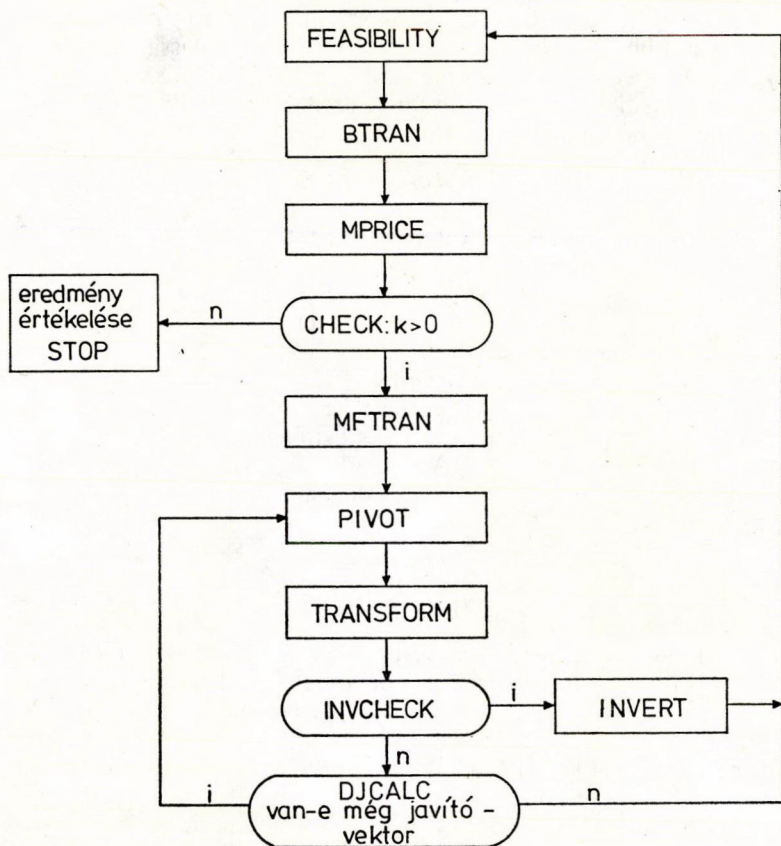 FEASIBILITY
BTRAN
MPRICE
eredmény
értékelése
STOP
n
CHECK: k>0
i
MFTRAN
PIVOT
TRANSFORM
INVCHECK
i
INVERT
n
i
DJCALC
van-e még javító -
vektor
n